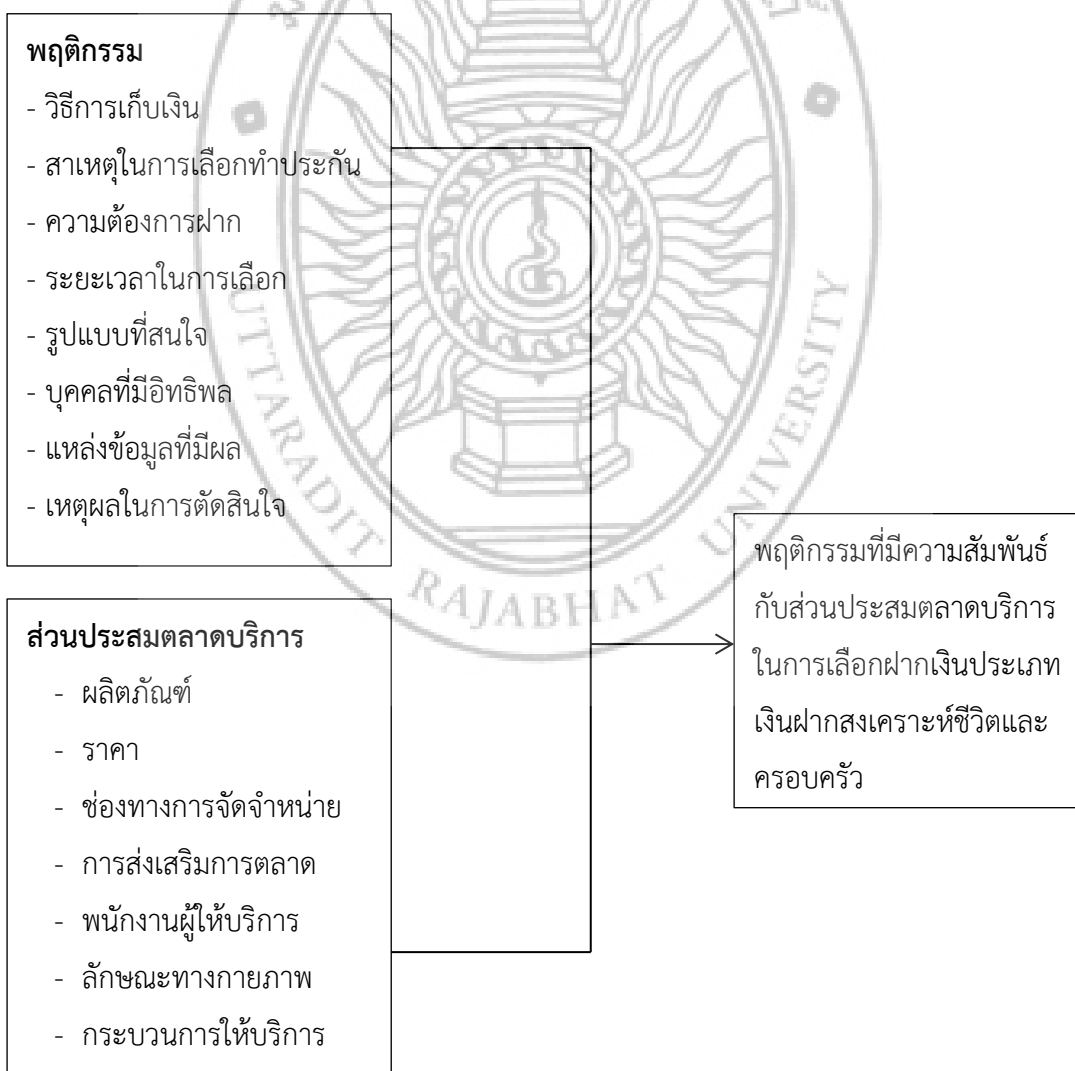 พฤติกรรม
- วิธีการเก็บเงิน
- สาเหตุในการเลือกทำประกัน
- ความต้องการฝาก
- ระยะเวลาในการเลือก
- รูปแบบที่สนใจ
- บุคคลที่มีอิทธิพล
- แหล่งข้อมูลที่มีผล
- เหตุผลในการตัดสินใจ
ส่วนประสมตลาดบริการ
- ผลิตภัณฑ์
- ราคา
- ช่องทางการจัดจำหน่าย
- การส่งเสริมการตลาด
- พนักงานผู้ให้บริการ
- ลักษณะทางกายภาพ
- กระบวนการให้บริการ
พฤติกรรมที่มีความสัมพันธ์
กับส่วนประสมตลาดบริการ
ในการเลือกฝากเงินประเภท
เงินฝากสงเคราะห์ชีวิตและ
ครอบครัว
UTTARADIT RAJABHAT UNIVERSITY